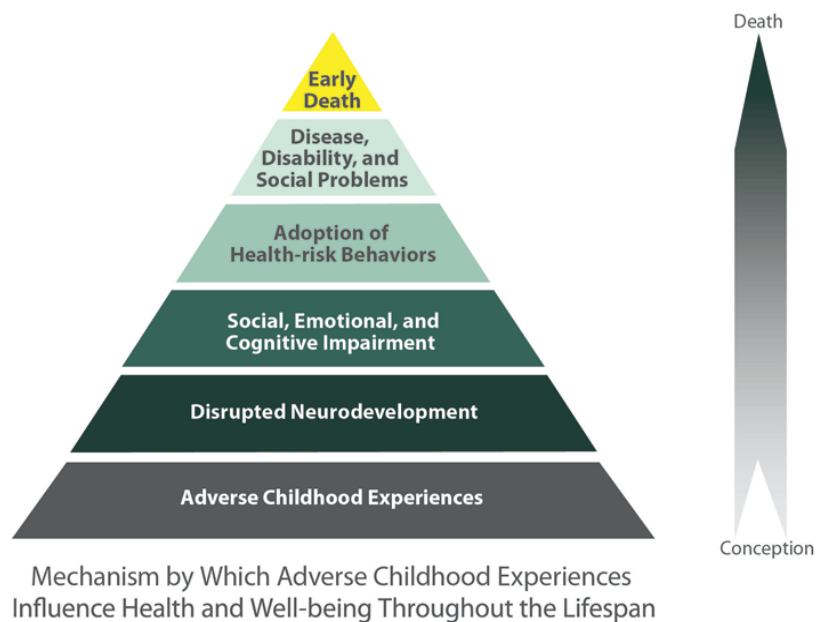 Death
Early
Death
Disease,
Disability, and
Social Problems
Adoption of
Health-risk Behaviors
Social, Emotional, and
Cognitive Impairment
Disrupted Neurodevelopment
Adverse Childhood Experiences
Conception
Mechanism by Which Adverse Childhood Experiences
Influence Health and Well-being Throughout the Lifespan